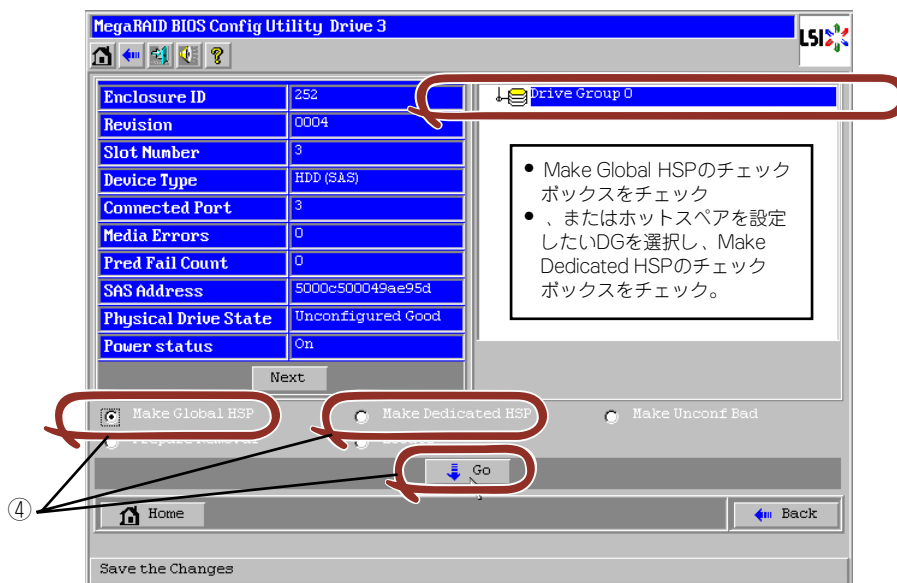 MegaRAID BIOS Config Utility Drive 3
LSI
Enclosure ID 252
Revision 0004
Slot Number 3
Device Type HDD (SAS)
Connected Port 3
Media Errors 0
Pred Fail Count 0
SAS Address 5000c500049ae95d
Physical Drive State Unconfigured Good
Power status On
Next
Drive Group 0
● Make Global HSPのチェック
ボックスをチェック
● 、またはホットスペアを設定
したいDGを選択し、Make
Dedicated HSPのチェック
ボックスをチェック。
Make Global HSP
Make Dedicated HSP
Make Unconf Bad
Go
④
Home
Back
Save the Changes